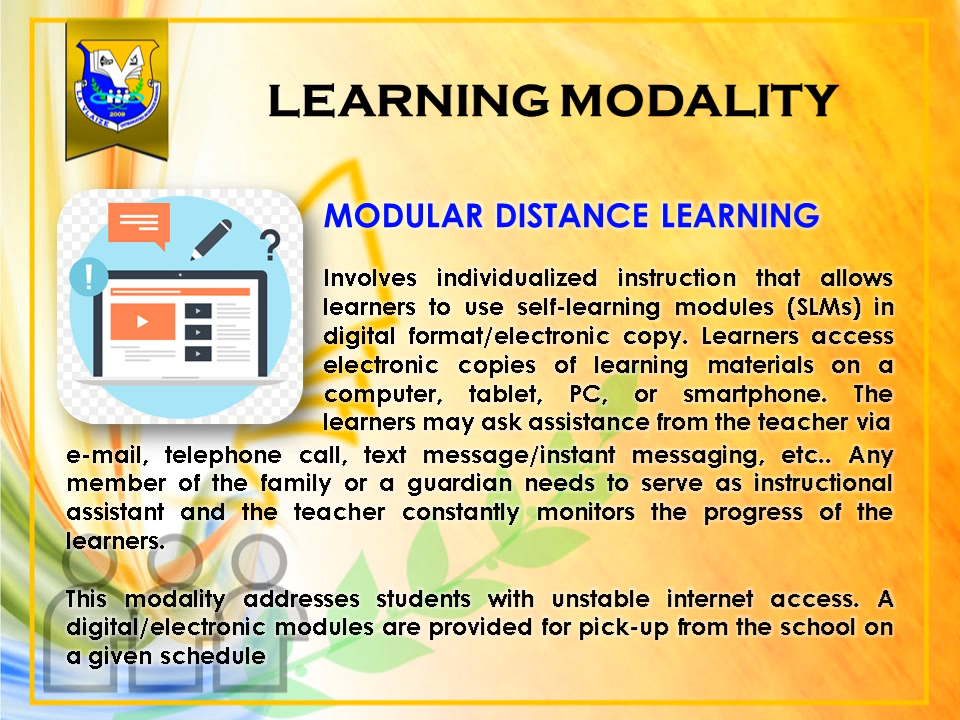 LA VLAIZE
2009
LEARNING MODALITY
MODULAR DISTANCE LEARNING
!
?
Involves individualized instruction that allows
learners to use self-learning modules (SLMs) in
digital format/electronic copy. Learners access
electronic copies of learning materials on a
computer, tablet, PC, or smartphone. The
learners may ask assistance from the teacher via
e-mail, telephone call, text message/instant messaging, etc.. Any
member of the family or a guardian needs to serve as instructional
assistant and the teacher constantly monitors the progress of the
learners.
This modality addresses students with unstable internet access. A
digital/electronic modules are provided for pick-up from the school on
a given schedule